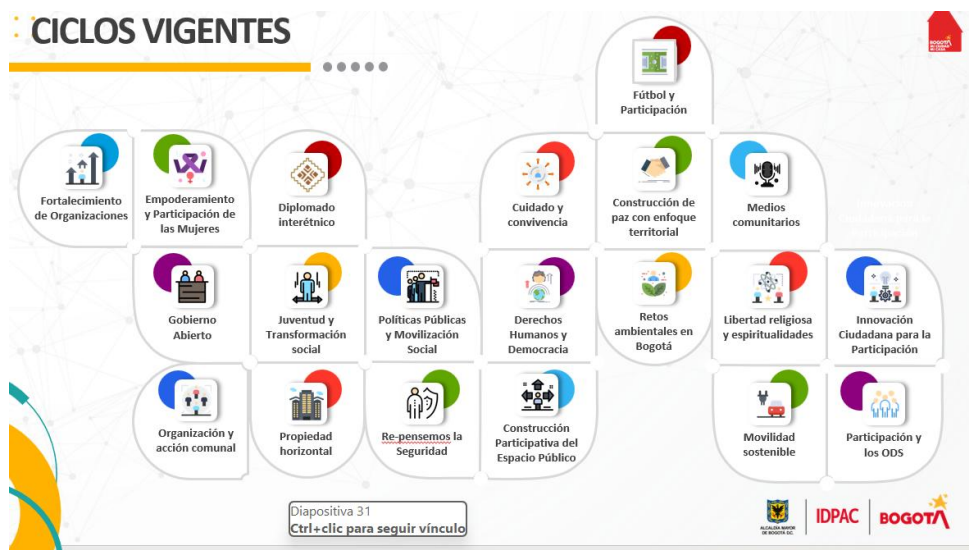 CICLOS VIGENTES
Fútbol y
Participación
Fortalecimiento
de Organizaciones
Empoderamiento
y Participación de
las Mujeres
Diplomado
interétnico
Cuidado y
convivencia
Construcción de
paz con enfoque
territorial
Medios
comunitarios
Gobierno
Abierto
Juventud y
Transformación
social
Políticas Públicas
y Movilización
Social
Derechos
Humanos y
Democracia
Retos
ambientales en
Bogotá
Libertad religiosa
y espiritualidades
Innovación
Ciudadana para la
Participación
Organización y
acción comunal
Propiedad
horizontal
Re-pensemos la
Seguridad
Construcción
Participativa del
Espacio Público
Movilidad
sostenible
Participación y
los ODS
Diapositiva 31
Ctrl+clic para seguir vínculo
ALCALDÍA MAYOR
DE BOGOTÁ D.C.
IDPAC
BOGOTÁ